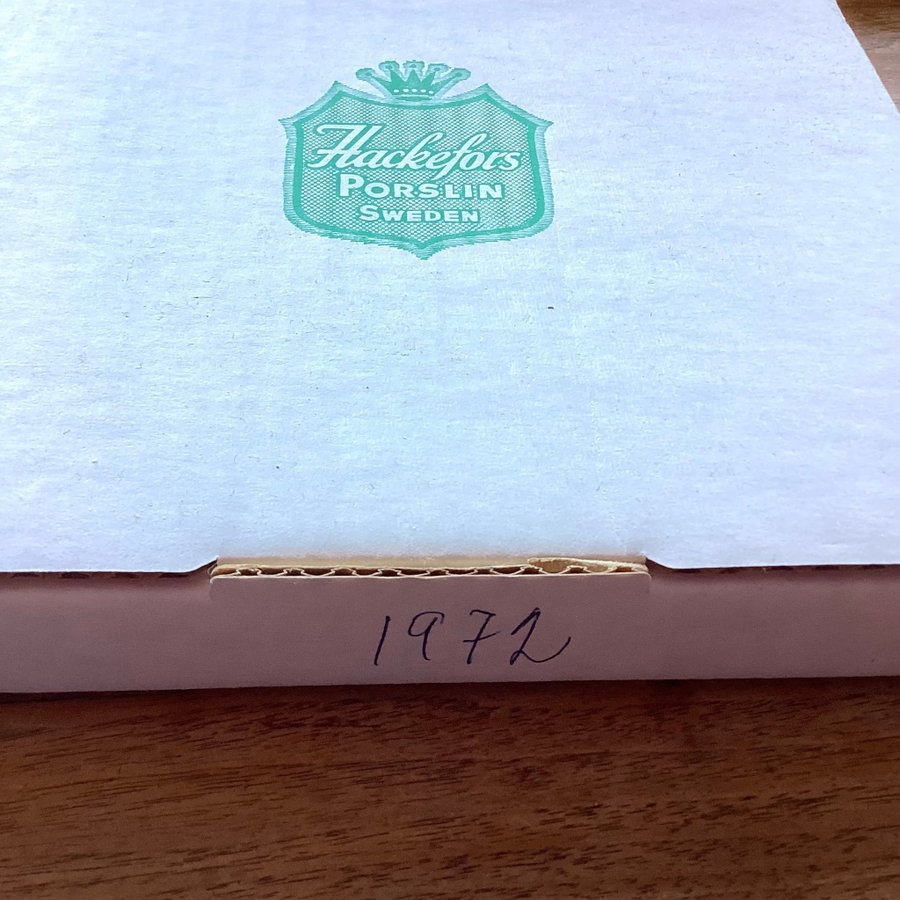 Hackefors
PORSLIN
SWEDEN
1972